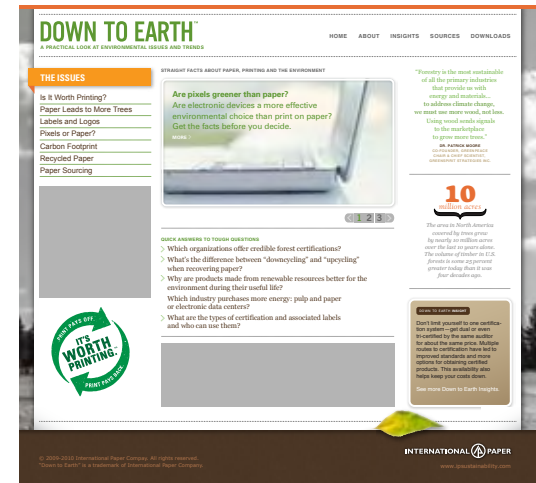 DOWN TO EARTH™
A PRACTICAL LOOK AT ENVIRONMENTAL ISSUES AND TRENDS
HOME ABOUT INSIGHTS SOURCES DOWNLOADS
THE ISSUES
Is It Worth Printing?
Paper Leads to More Trees
Labels and Logos
Pixels or Paper?
Carbon Footprint
Recycled Paper
Paper Sourcing
PRINT PAYS OFF.
IT'S
WORTH
PRINTING.
PRINT PAYS BACK.
STRAIGHT FACTS ABOUT PAPER, PRINTING AND THE ENVIRONMENT
Are pixels greener than paper?
Are electronic devices a more effective
environmental choice than print on paper?
Get the facts before you decide.
MORE
1 2 3
QUICK ANSWERS TO TOUGH QUESTIONS
Which organizations offer credible forest certifications?
What's the difference between "downcycling" and "upcycling"
when recovering paper?
Why are products made from renewable resources better for the
environment during their useful life?
Which industry purchases more energy: pulp and paper
or electronic data centers?
What are the types of certification and associated labels
and who can use them?
"Forestry is the most sustainable
of all the primary industries
that provide us with
energy and materials...
to address climate change,
we must use more wood, not less.
Using wood sends signals
to the marketplace
to grow more trees."
DR. PATRICK MOORE
CO-FOUNDER, GREENPEACE
CHAIR & CHIEF SCIENTIST,
GREENSPIRIT STRATEGIES INC.
10
million acres
The area in North America
covered by trees grew
by nearly 10 million acres
over the last 10 years alone.
The volume of timber in U.S.
forests is some 25 percent
greater today than it was
four decades ago.
DOWN TO EARTH INSIGHT
Don't limit yourself to one certifica-
tion system – get dual or even
tri-certified by the same auditor
for about the same price. Multiple
routes to certification have led to
improved standards and more
options for obtaining certified
products. This availability also
helps keep your costs down.
See more Down to Earth Insights.
© 2009-2010 International Paper Company. All rights reserved.
"Down to Earth" is a trademark of International Paper Company.
INTERNATIONAL PAPER
www.ipsustainability.com